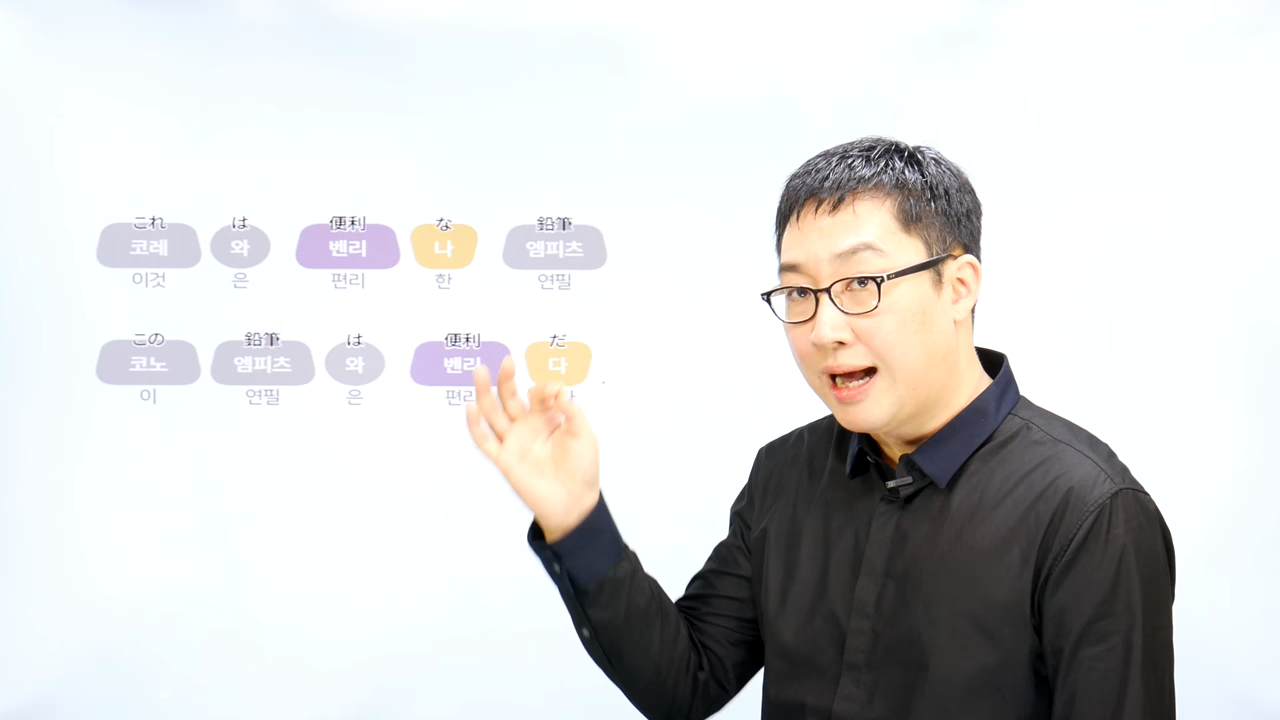 これ は 便利 な 鉛筆
코레 와 벤리 나 엠피츠
이것 은 편리 한 연필
この 鉛筆 は 便利 だ
코노 엠피츠 와 벤리 다
이 연필 은 편리